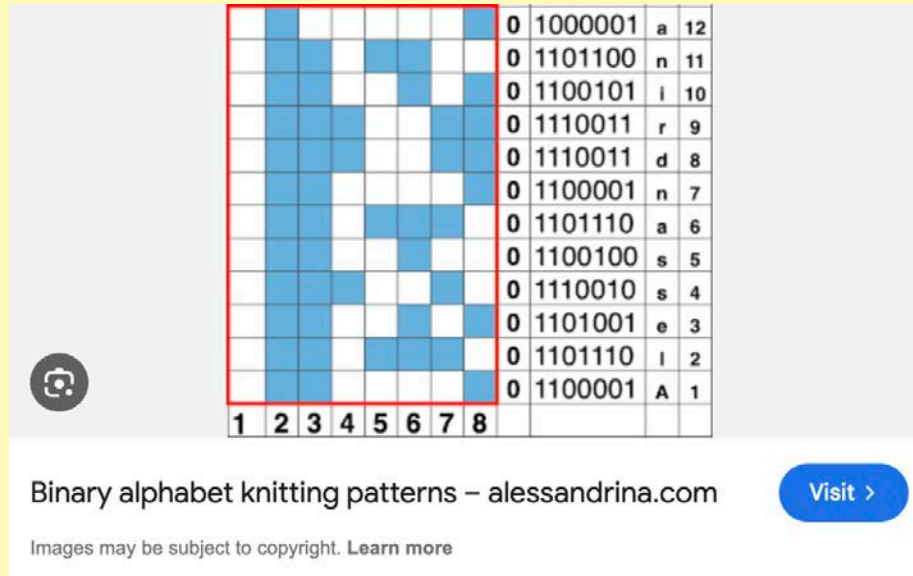 0 1000001 a 12
0 1101100 n 11
0 1100101 i 10
0 1110011 r 9
0 1110011 d 8
0 1100001 n 7
0 1101110 a 6
0 1100100 s 5
0 1110010 s 4
0 1101001 e 3
0 1101110 l 2
0 1100001 A 1
1 2 3 4 5 6 7 8
Binary alphabet knitting patterns – alessandrina.com
Visit >
Images may be subject to copyright. Learn more